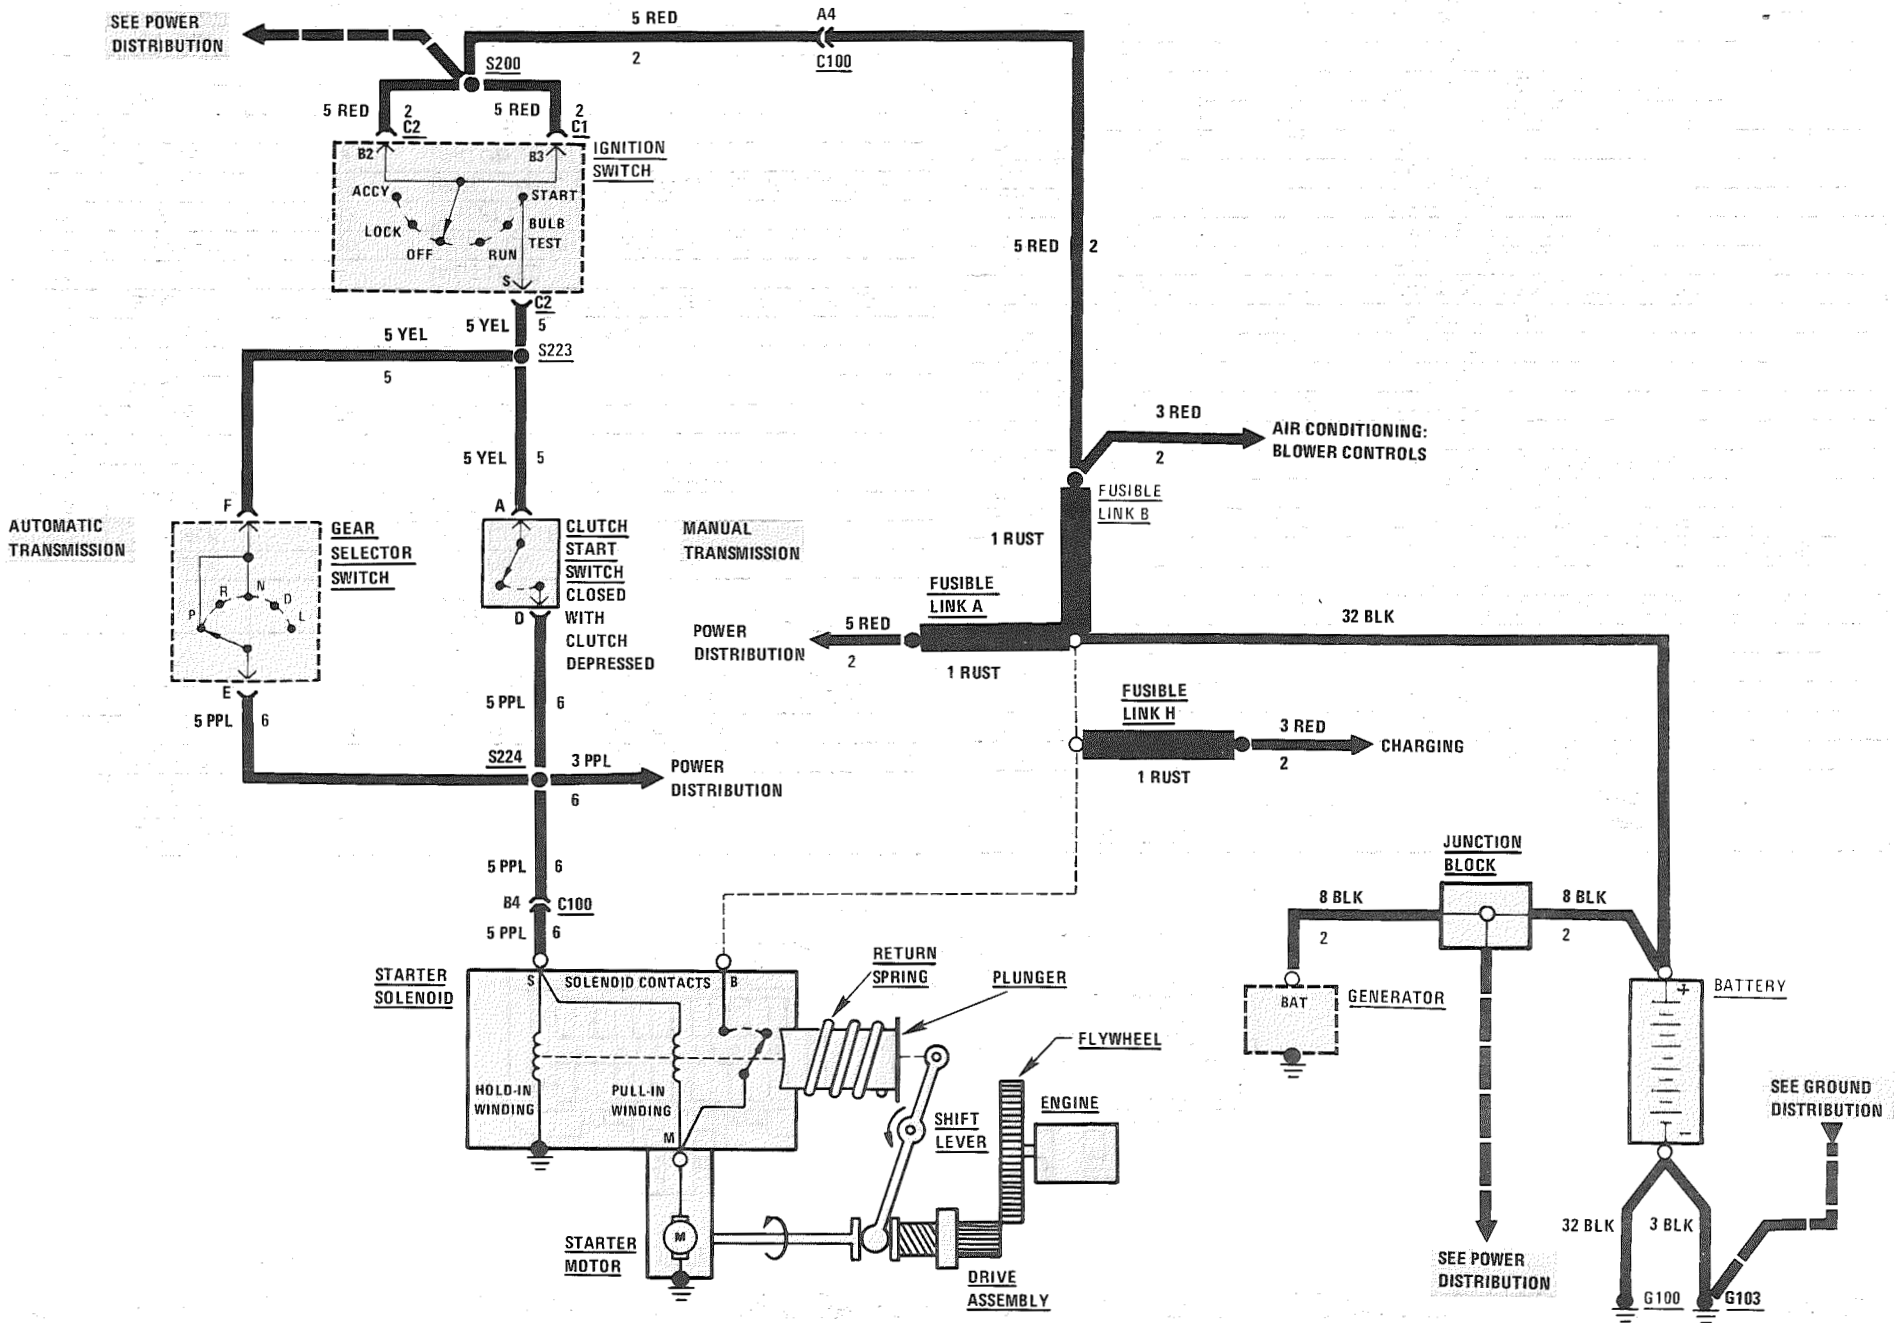 SEE POWER
DISTRIBUTION
5 RED
2
A4
C100
S200
5 RED
2
C2
5 RED
2
C1
B2
B3
IGNITION
SWITCH
ACCY
LOCK
OFF
RUN
BULB
TEST
START
S
C2
5 YEL
5
5 YEL
5
S223
5 RED
2
3 RED
2
AIR CONDITIONING:
BLOWER CONTROLS
5 YEL
5
FUSIBLE
LINK B
1 RUST
AUTOMATIC
TRANSMISSION
F
GEAR
SELECTOR
SWITCH
P
R
N
D
L
E
A
CLUTCH
START
SWITCH
CLOSED
WITH
CLUTCH
DEPRESSED
D
MANUAL
TRANSMISSION
FUSIBLE
LINK A
1 RUST
5 RED
2
POWER
DISTRIBUTION
32 BLK
FUSIBLE
LINK H
1 RUST
3 RED
2
CHARGING
5 PPL
6
5 PPL
6
S224
3 PPL
6
POWER
DISTRIBUTION
5 PPL
6
B4
C100
5 PPL
6
JUNCTION
BLOCK
8 BLK
2
8 BLK
2
STARTER
SOLENOID
S
SOLENOID CONTACTS
B
HOLD-IN
WINDING
PULL-IN
WINDING
M
RETURN
SPRING
PLUNGER
FLYWHEEL
ENGINE
SHIFT
LEVER
STARTER
MOTOR
M
DRIVE
ASSEMBLY
BAT
GENERATOR
+
BATTERY
−
SEE GROUND
DISTRIBUTION
SEE POWER
DISTRIBUTION
32 BLK
3 BLK
G100
G103